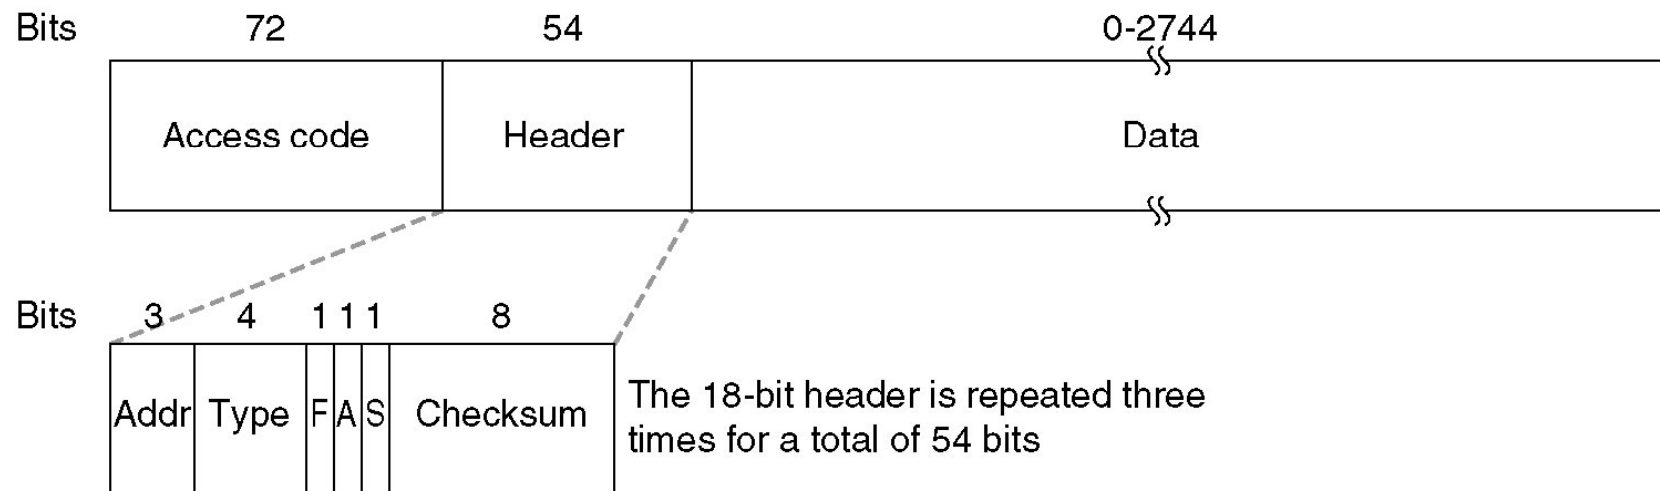 Bits 72 54 0-2744
Access code Header Data
Bits 3 4 1 1 1 8
Addr Type F A S Checksum
The 18-bit header is repeated three
times for a total of 54 bits